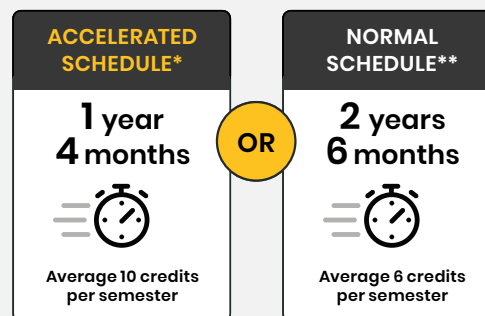 ACCELERATED
SCHEDULE*
1 year
4 months
Average 10 credits
per semester
OR
NORMAL
SCHEDULE**
2 years
6 months
Average 6 credits
per semester